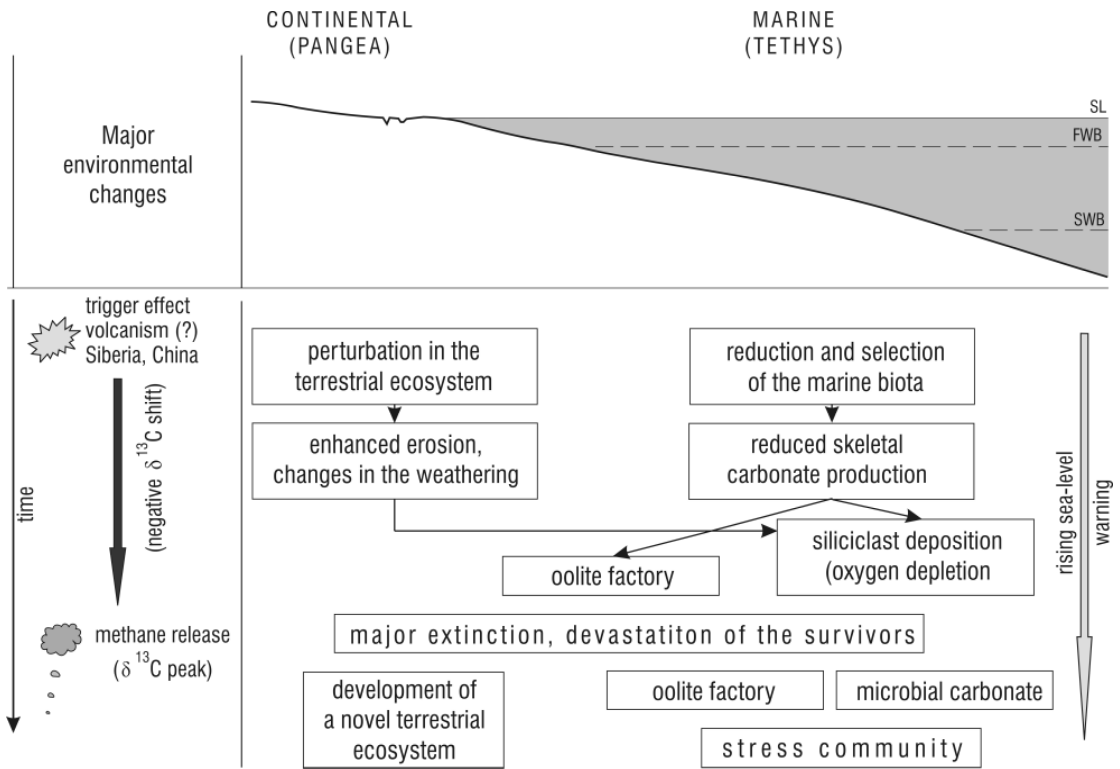 CONTINENTAL
(PANGEA)
MARINE
(TETHYS)
Major
environmental
changes
SL
FWB
SWB
time
trigger effect
volcanism (?)
Siberia, China
(negative δ ¹³C shift)
methane release
(δ ¹³C peak)
perturbation in the
terrestrial ecosystem
enhanced erosion,
changes in the weathering
reduction and selection
of the marine biota
reduced skeletal
carbonate production
siliciclast deposition
(oxygen depletion
oolite factory
major extinction, devastatiton of the survivors
development of
a novel terrestrial
ecosystem
oolite factory
microbial carbonate
stress community
rising sea-level
warning